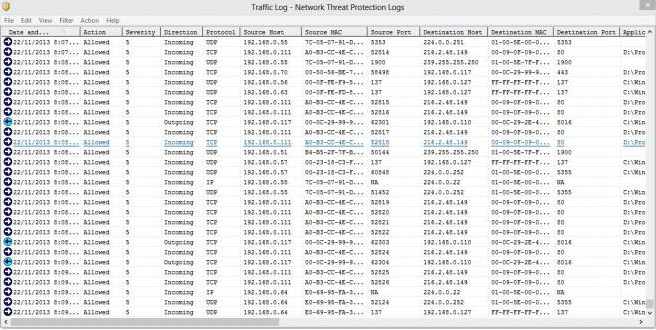 Traffic Log - Network Threat Protection Logs
Edit View Filter Action Help
Date and... Action Severity Direction Protocol Source Host Source MAC Source Port Destination Host Destination MAC Destination Port Applic
22/11/2013 8:07... Allowed 5 Incoming UDP 192.168.0.55 7C-05-07-91-D... 5353 224.0.0.251 01-00-5E-00-0... 5353
22/11/2013 8:07... Allowed 5 Incoming TCP 192.168.0.111 A0-B3-CC-4E-C... 52814 216.2.48.149 00-09-0F-09-0... 80 D:\Pro
22/11/2013 8:07... Allowed 5 Incoming UDP 192.168.0.55 7C-05-07-91-D... 1900 239.255.255.250 01-00-5E-7F-F... 1900
22/11/2013 8:08... Allowed 5 Incoming TCP 192.168.0.70 00-50-56-BE-7... 58498 192.168.0.117 00-0C-29-99-9... 443 D:\Pro
22/11/2013 8:08... Allowed 5 Incoming UDP 192.168.0.56 00-0F-FE-F9-5... 137 192.168.0.127 FF-FF-FF-FF-F... 137 C:\Win
22/11/2013 8:08... Allowed 5 Incoming UDP 192.168.0.63 00-0F-FE-FD-8... 137 192.168.0.127 FF-FF-FF-FF-F... 137 C:\Win
22/11/2013 8:08... Allowed 5 Incoming TCP 192.168.0.111 A0-B3-CC-4E-C... 52815 216.2.48.149 00-09-0F-09-0... 80 D:\Pro
22/11/2013 8:08... Allowed 5 Incoming TCP 192.168.0.111 A0-B3-CC-4E-C... 52816 216.2.48.149 00-09-0F-09-0... 80 D:\Pro
22/11/2013 8:08... Allowed 5 Outgoing TCP 192.168.0.117 00-0C-29-99-9... 62301 192.168.0.110 00-0C-29-2E-4... 8016 C:\Win
22/11/2013 8:08... Allowed 5 Incoming TCP 192.168.0.111 A0-B3-CC-4E-C... 52817 216.2.48.149 00-09-0F-09-0... 80 D:\Pro
22/11/2013 8:08... Allowed 5 Incoming TCP 192.168.0.111 A0-B3-CC-4E-C... 52818 216.2.48.149 00-09-0F-09-0... 80 D:\Pro
22/11/2013 8:08... Allowed 5 Incoming UDP 192.168.0.51 B4-B5-2F-7F-B... 50144 239.255.255.250 01-00-5E-7F-F... 1900
22/11/2013 8:08... Allowed 5 Incoming UDP 192.168.0.57 00-23-18-C3-F... 137 192.168.0.127 FF-FF-FF-FF-F... 137 C:\Win
22/11/2013 8:08... Allowed 5 Incoming UDP 192.168.0.57 00-23-18-C3-F... 60848 224.0.0.252 01-00-5E-00-0... 5355 C:\Win
22/11/2013 8:08... Allowed 5 Incoming IP 192.168.0.55 7C-05-07-91-D... NA 224.0.0.22 01-00-5E-00-0... NA
22/11/2013 8:08... Allowed 5 Incoming UDP 192.168.0.55 7C-05-07-91-D... 51452 224.0.0.252 01-00-5E-00-0... 5355 C:\Win
22/11/2013 8:08... Allowed 5 Incoming TCP 192.168.0.111 A0-B3-CC-4E-C... 52819 216.2.48.149 00-09-0F-09-0... 80 D:\Pro
22/11/2013 8:08... Allowed 5 Incoming TCP 192.168.0.111 A0-B3-CC-4E-C... 52820 216.2.48.149 00-09-0F-09-0... 80 D:\Pro
22/11/2013 8:08... Allowed 5 Incoming TCP 192.168.0.111 A0-B3-CC-4E-C... 52821 216.2.48.149 00-09-0F-09-0... 80 D:\Pro
22/11/2013 8:08... Allowed 5 Incoming TCP 192.168.0.111 A0-B3-CC-4E-C... 52822 216.2.48.149 00-09-0F-09-0... 80 D:\Pro
22/11/2013 8:08... Allowed 5 Outgoing TCP 192.168.0.117 00-0C-29-99-9... 62303 192.168.0.110 00-0C-29-2E-4... 8016 C:\Win
22/11/2013 8:08... Allowed 5 Incoming TCP 192.168.0.111 A0-B3-CC-4E-C... 52824 216.2.48.149 00-09-0F-09-0... 80 D:\Pro
22/11/2013 8:09... Allowed 5 Outgoing TCP 192.168.0.117 00-0C-29-99-9... 62304 192.168.0.110 00-0C-29-2E-4... 8016 C:\Win
22/11/2013 8:09... Allowed 5 Incoming TCP 192.168.0.111 A0-B3-CC-4E-C... 52825 216.2.48.149 00-09-0F-09-0... 80 D:\Pro
22/11/2013 8:09... Allowed 5 Incoming TCP 192.168.0.111 A0-B3-CC-4E-C... 52826 216.2.48.149 00-09-0F-09-0... 80 D:\Pro
22/11/2013 8:09... Allowed 5 Incoming IP 192.168.0.64 E0-69-95-FA-3... NA 224.0.0.22 01-00-5E-00-0... NA
22/11/2013 8:09... Allowed 5 Incoming UDP 192.168.0.64 E0-69-95-FA-3... 52124 224.0.0.252 01-00-5E-00-0... 5355 C:\Win
22/11/2013 8:09... Allowed 5 Incoming UDP 192.168.0.64 E0-69-95-FA-3... 137 192.168.0.127 FF-FF-FF-FF-F... 137 C:\Win